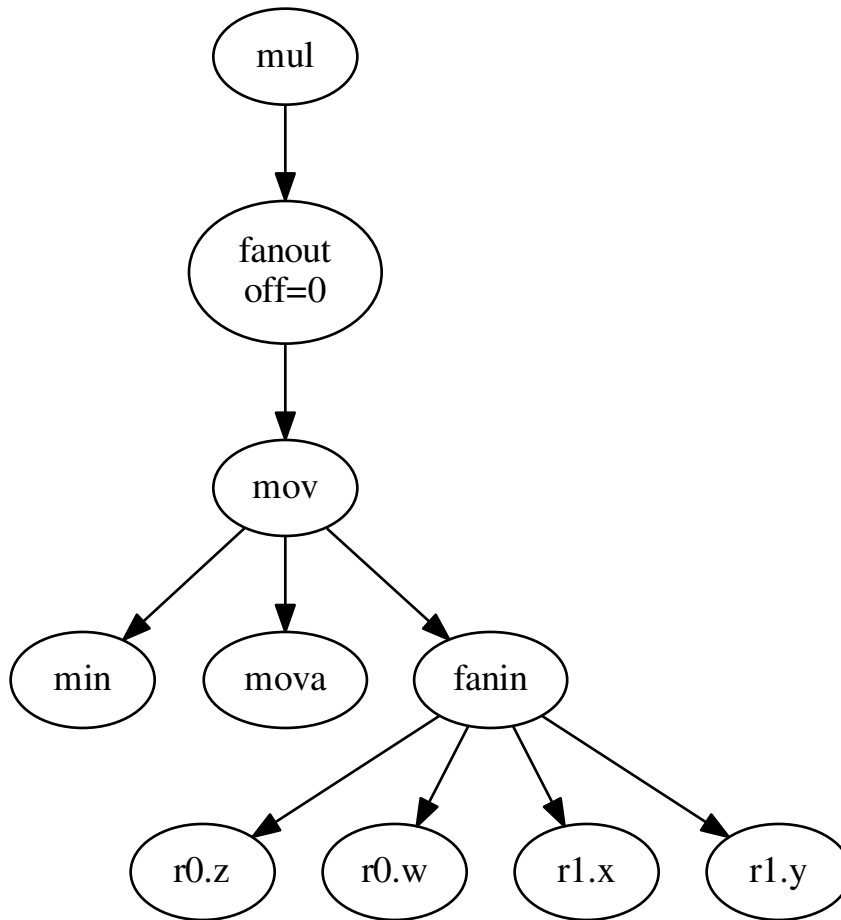 mul
fanout
off=0
mov
min
mova
fanin
r0.z
r0.w
r1.x
r1.y